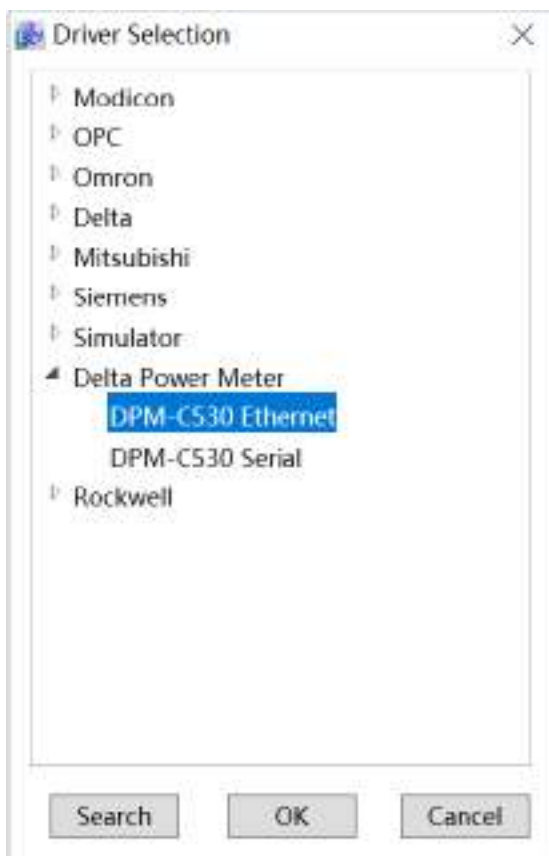 Driver Selection
Modicon
OPC
Omron
Delta
Mitsubishi
Siemens
Simulator
Delta Power Meter
DPM-C530 Ethernet
DPM-C530 Serial
Rockwell
Search OK Cancel